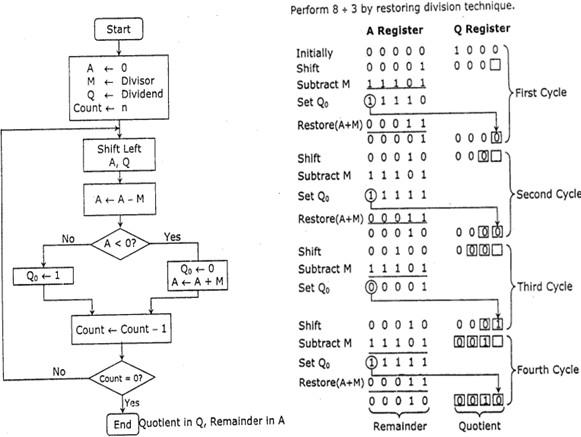 Start
A ← 0
M ← Divisor
Q ← Dividend
Count ← n
Shift Left
A, Q
A ← A – M
No
A < 0?
Yes
Q₀ ← 1
Q₀ ← 0
A ← A + M
Count ← Count – 1
No
Count = 0?
Yes
End
Quotient in Q, Remainder in A
Perform 8 ÷ 3 by restoring division technique.
A Register Q Register
Initially 0 0 0 0 0 1 0 0 0
Shift 0 0 0 0 1 0 0 0
Subtract M 1 1 1 0 1
Set Q₀ 1 1 1 1 0
First Cycle
Restore(A+M) 0 0 0 1 1
0 0 0 0 1 0 0 0 0
Shift 0 0 0 1 0 0 0 0
Subtract M 1 1 1 0 1
Set Q₀ 1 1 1 1 1
Second Cycle
Restore(A+M) 0 0 0 1 1
0 0 0 1 0 0 0 0 0
Shift 0 0 1 0 0 0 0 0
Subtract M 1 1 1 0 1
Set Q₀ 0 0 0 0 1
Third Cycle
Shift 0 0 0 1 0 0 0 0 1
Subtract M 1 1 1 0 1 0 0 1
Set Q₀ 1 1 1 1 1
Fourth Cycle
Restore(A+M) 0 0 0 1 1
0 0 0 1 0 0 0 1 0
Remainder Quotient